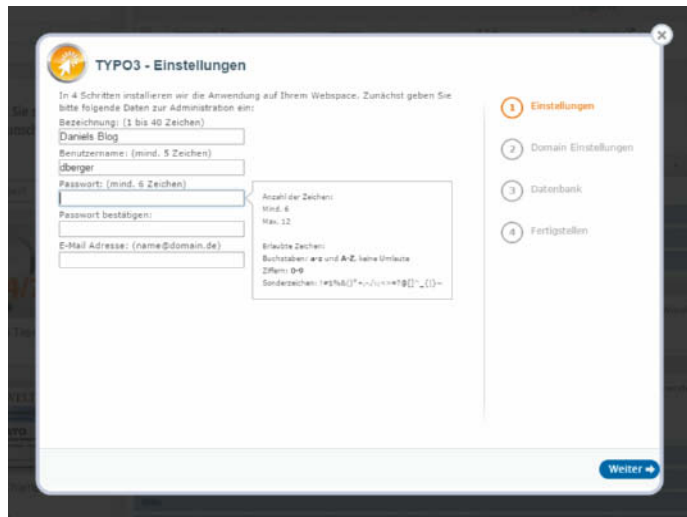 TYPO3 - Einstellungen
In 4 Schritten installieren wir die Anwendung auf Ihrem Webspace. Zunächst geben Sie
bitte folgende Daten zur Administration ein:
Bezeichnung: (1 bis 40 Zeichen)
Daniels Blog
Benutzername: (mind. 5 Zeichen)
dberger
Passwort: (mind. 6 Zeichen)
Passwort bestätigen:
E-Mail Adresse: (name@domain.de)
Anzahl der Zeichen:
Mind. 6
Max. 12
Erlaubte Zeichen:
Buchstaben: a-z und A-Z, keine Umlaute
Ziffern: 0-9
Sonderzeichen:
1 Einstellungen
2 Domain Einstellungen
3 Datenbank
4 Fertigstellen
Weiter